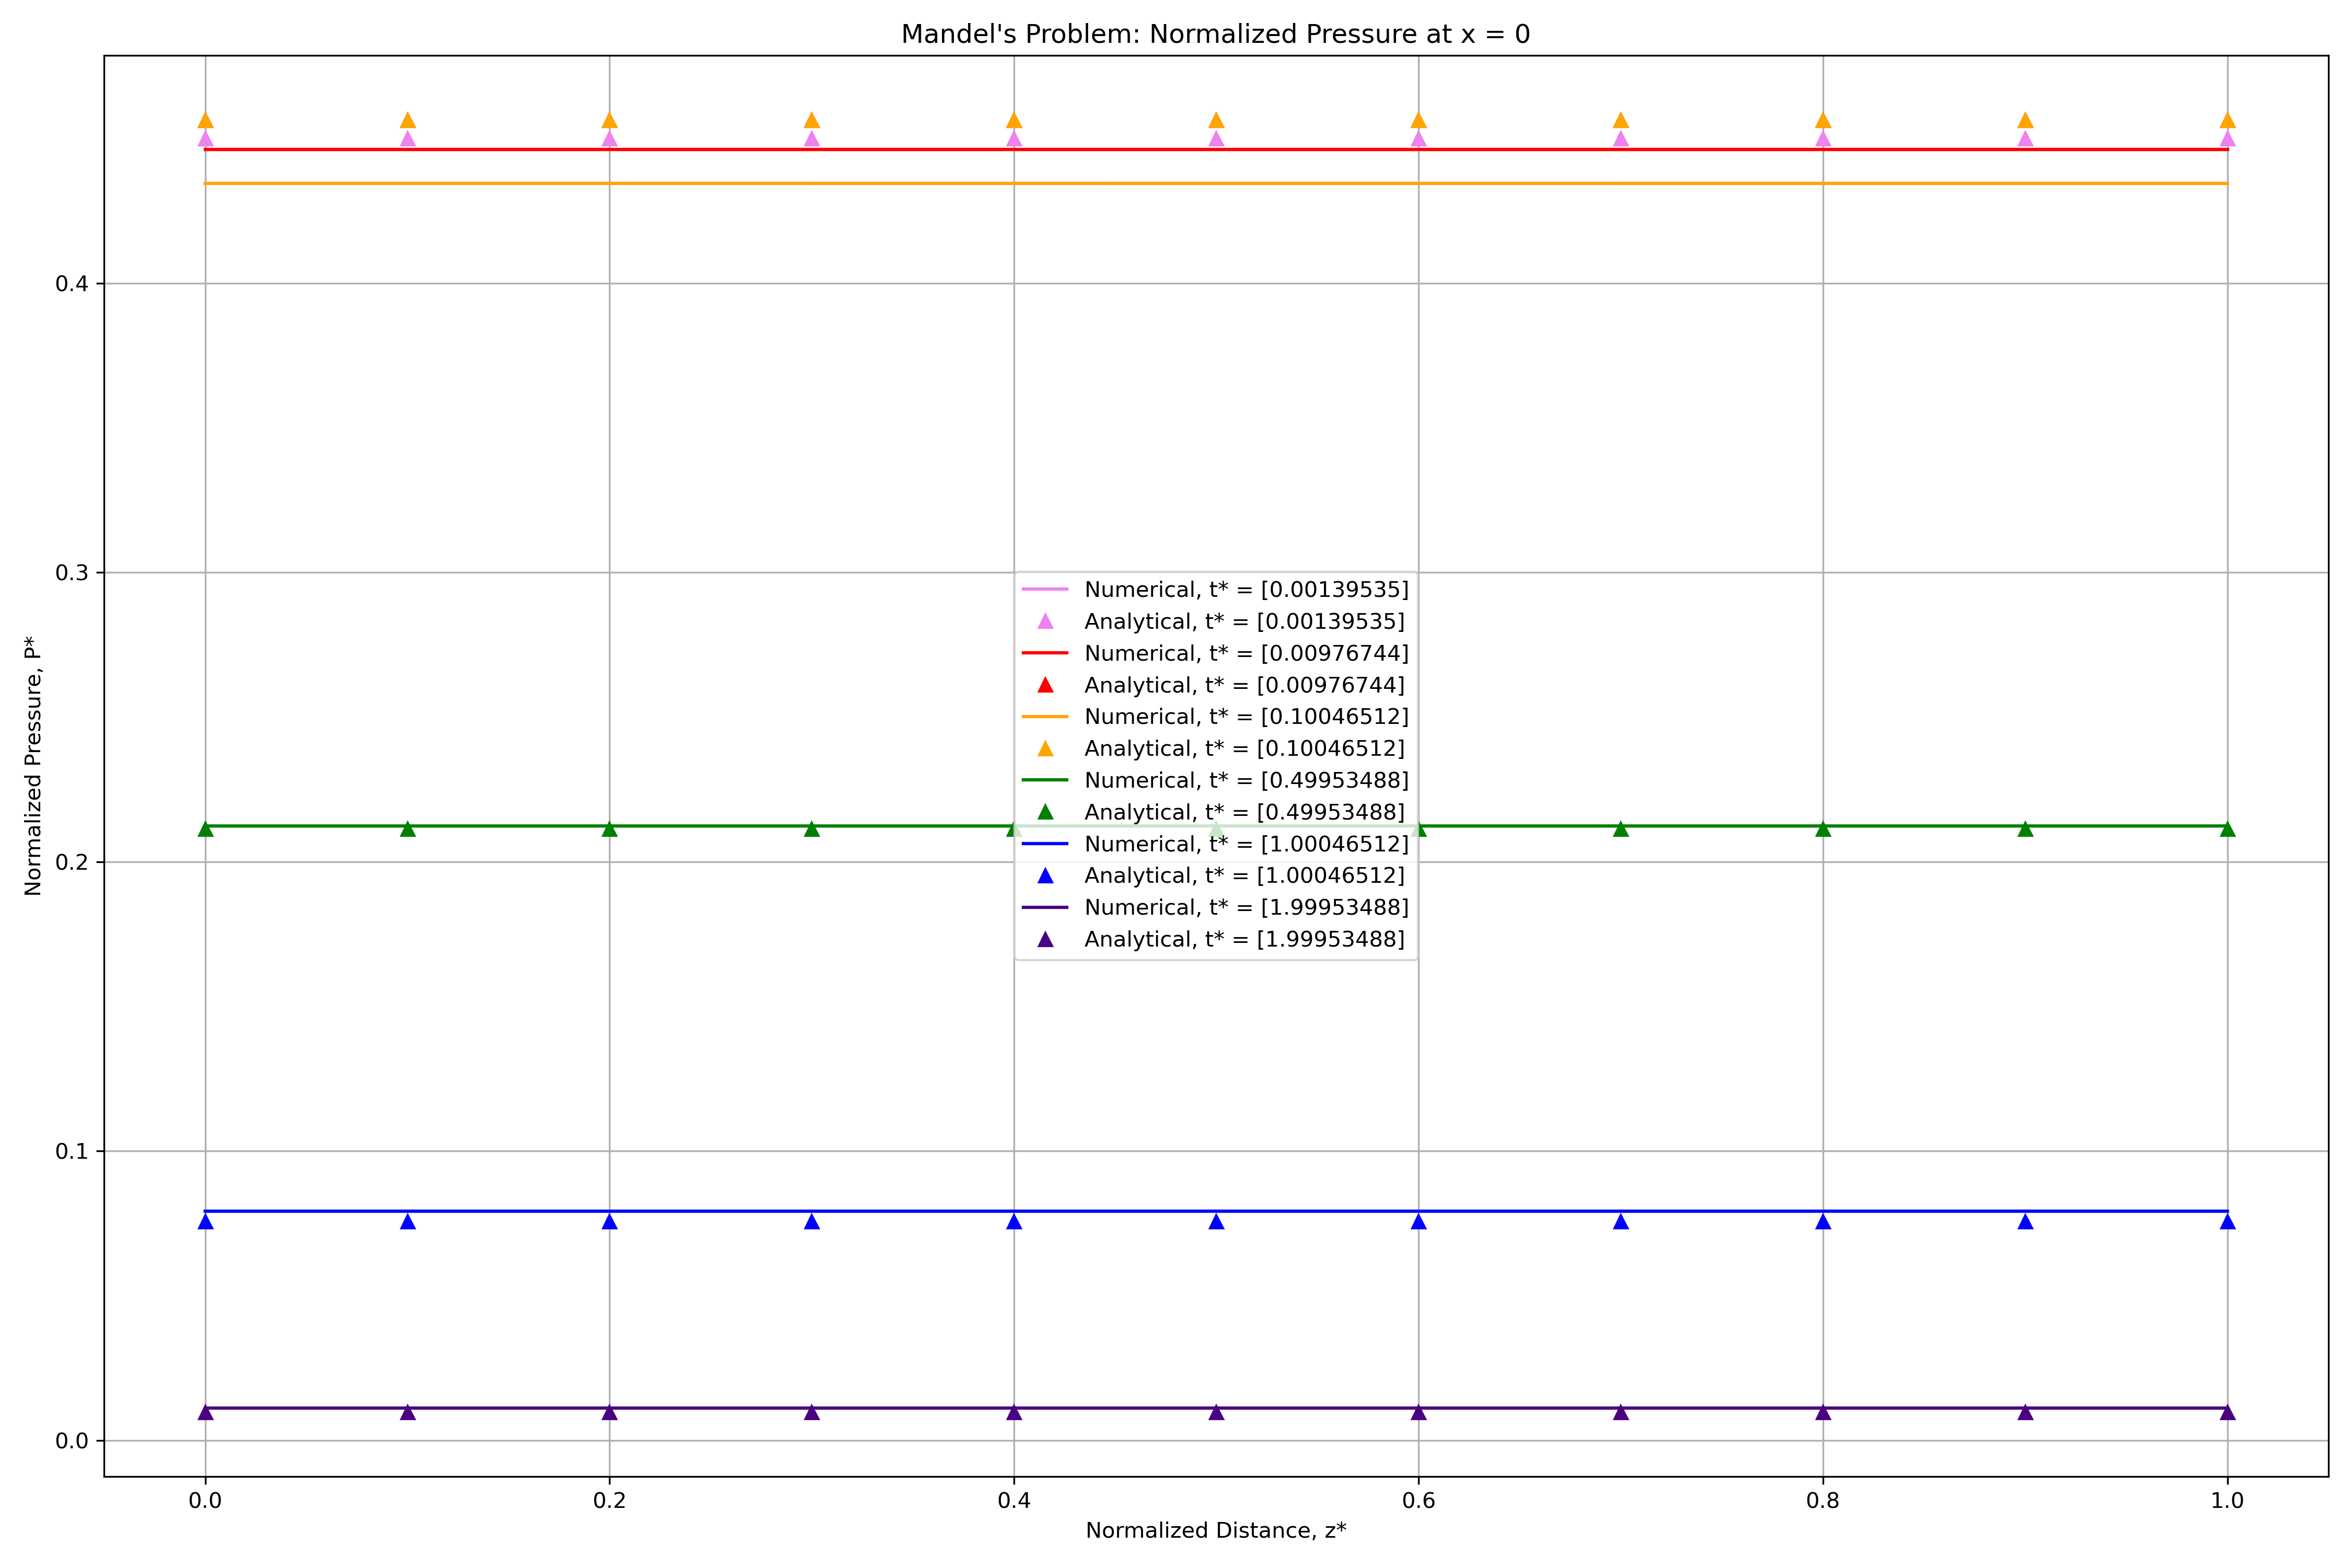 Mandel's Problem: Normalized Pressure at x = 0
Normalized Pressure, P*
0.4
0.3
0.2
0.1
0.0
Numerical, t* = [0.00139535]
Analytical, t* = [0.00139535]
Numerical, t* = [0.00976744]
Analytical, t* = [0.00976744]
Numerical, t* = [0.10046512]
Analytical, t* = [0.10046512]
Numerical, t* = [0.49953488]
Analytical, t* = [0.49953488]
Numerical, t* = [1.00046512]
Analytical, t* = [1.00046512]
Numerical, t* = [1.99953488]
Analytical, t* = [1.99953488]
0.0 0.2 0.4 0.6 0.8 1.0
Normalized Distance, z*